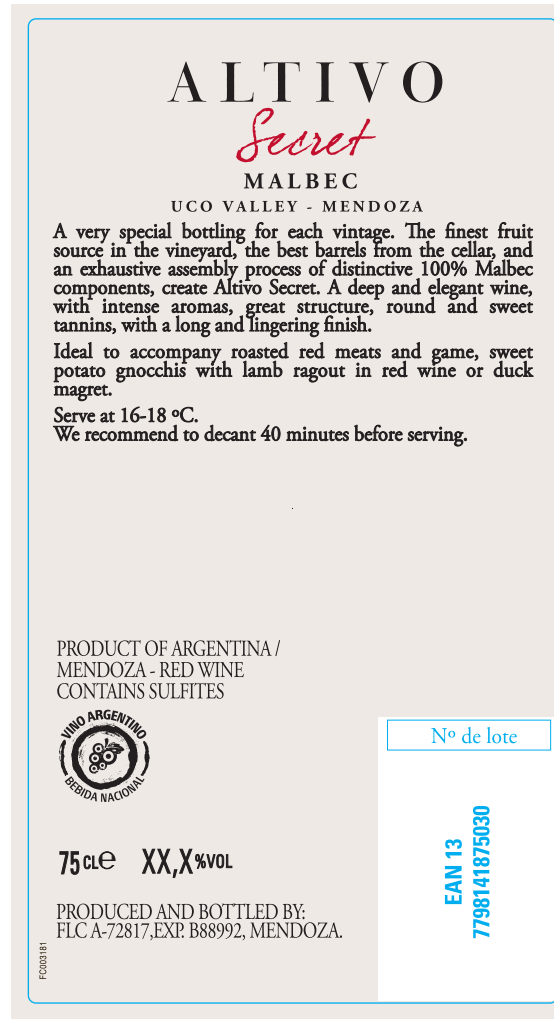 ALTIVO
Secret
MALBEC
UCO VALLEY - MENDOZA
A very special bottling for each vintage. The finest fruit
source in the vineyard, the best barrels from the cellar, and
an exhaustive assembly process of distinctive 100% Malbec
components, create Altivo Secret. A deep and elegant wine,
with intense aromas, great structure, round and sweet
tannins, with a long and lingering finish.
Ideal to accompany roasted red meats and game, sweet
potato gnocchis with lamb ragout in red wine or duck
magret.
Serve at 16-18 ºC.
We recommend to decant 40 minutes before serving.
PRODUCT OF ARGENTINA /
MENDOZA - RED WINE
CONTAINS SULFITES
VINO ARGENTINO
BEBIDA NACIONAL
75 CL e XX,X %VOL
PRODUCED AND BOTTLED BY:
FLC A-72817,EXP. B88992, MENDOZA.
FC003181
Nº de lote
EAN 13
7798141875030